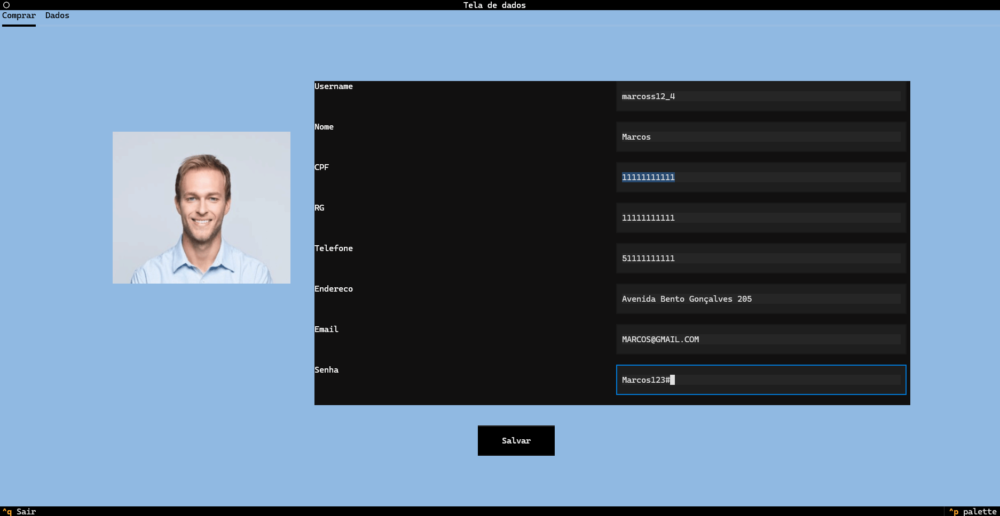 Tela de dados
Comprar Dados
Username
marcoss12_4
Nome
Marcos
CPF
11111111111
RG
11111111111
Telefone
51111111111
Endereco
Avenida Bento Gonçalves 205
Email
MARCOS@GMAIL.COM
Senha
Marcos123#
Salvar
^q Sair
^p palette